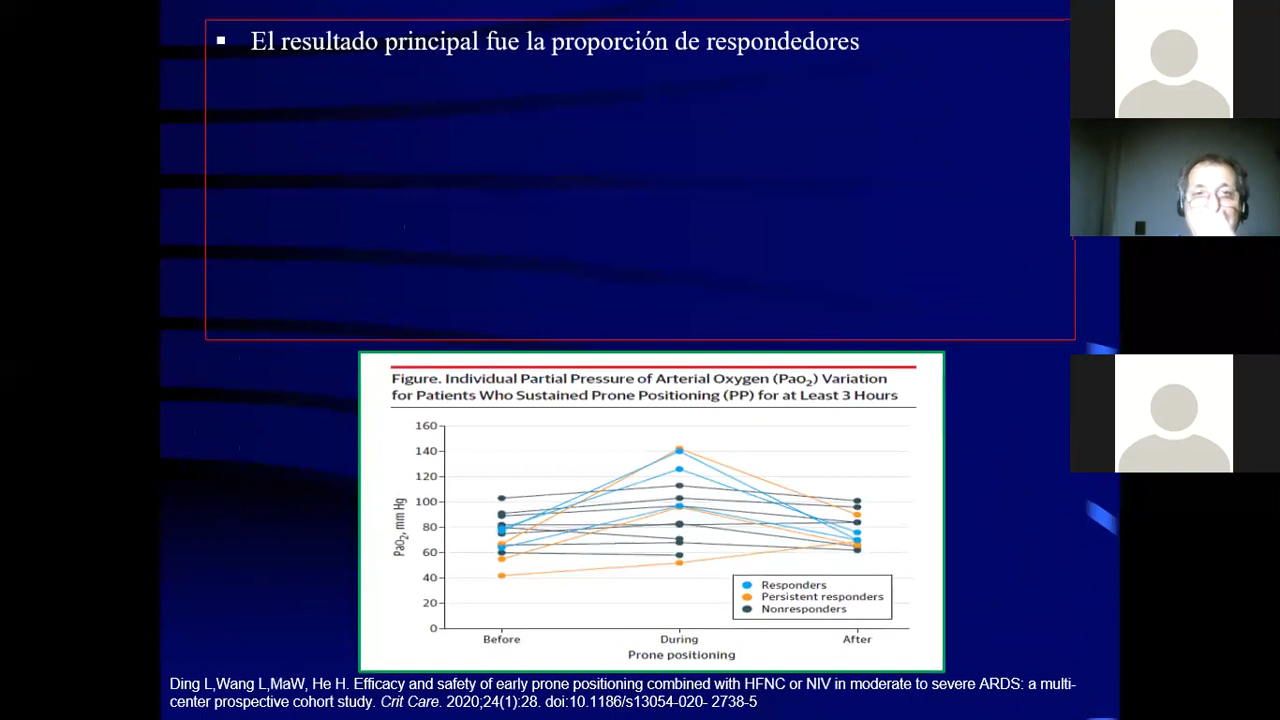 ▪ El resultado principal fue la proporción de respondedores
Figure. Individual Partial Pressure of Arterial Oxygen (PaO2) Variation
for Patients Who Sustained Prone Positioning (PP) for at Least 3 Hours
160
140
120
100
80
60
40
20
0
PaO2, mm Hg
Responders
Persistent responders
Nonresponders
Before During After
Prone positioning
Ding L,Wang L,MaW, He H. Efficacy and safety of early prone positioning combined with HFNC or NIV in moderate to severe ARDS: a multi-
center prospective cohort study. Crit Care. 2020;24(1):28. doi:10.1186/s13054-020- 2738-5